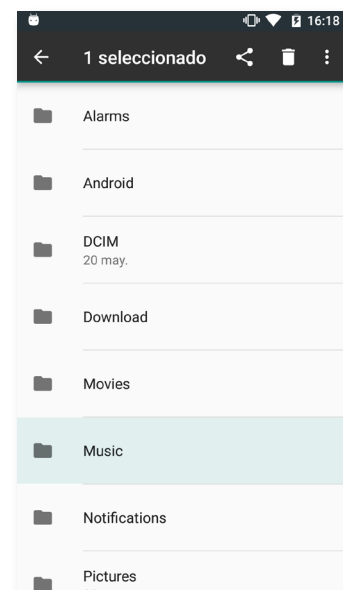 16:18
1 seleccionado
Alarms
Android
DCIM
20 may.
Download
Movies
Music
Notifications
Pictures